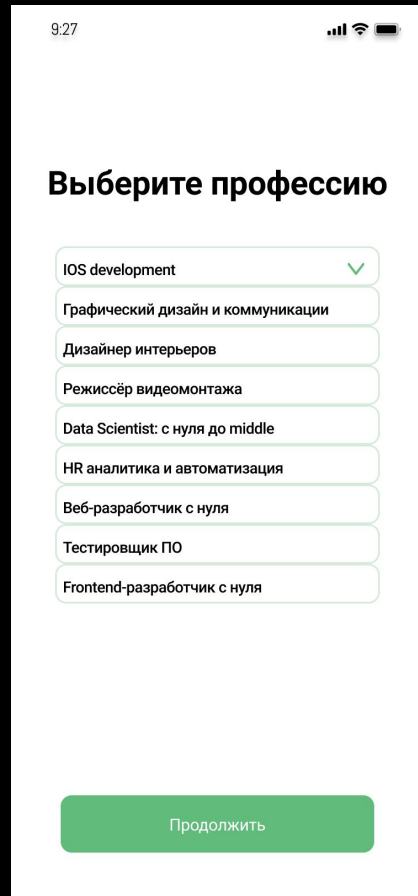 9:27
Выберите профессию
IOS development
Графический дизайн и коммуникации
Дизайнер интерьеров
Режиссёр видеомонтажа
Data Scientist: с нуля до middle
HR аналитика и автоматизация
Веб-разработчик с нуля
Тестировщик ПО
Frontend-разработчик с нуля
Продолжить